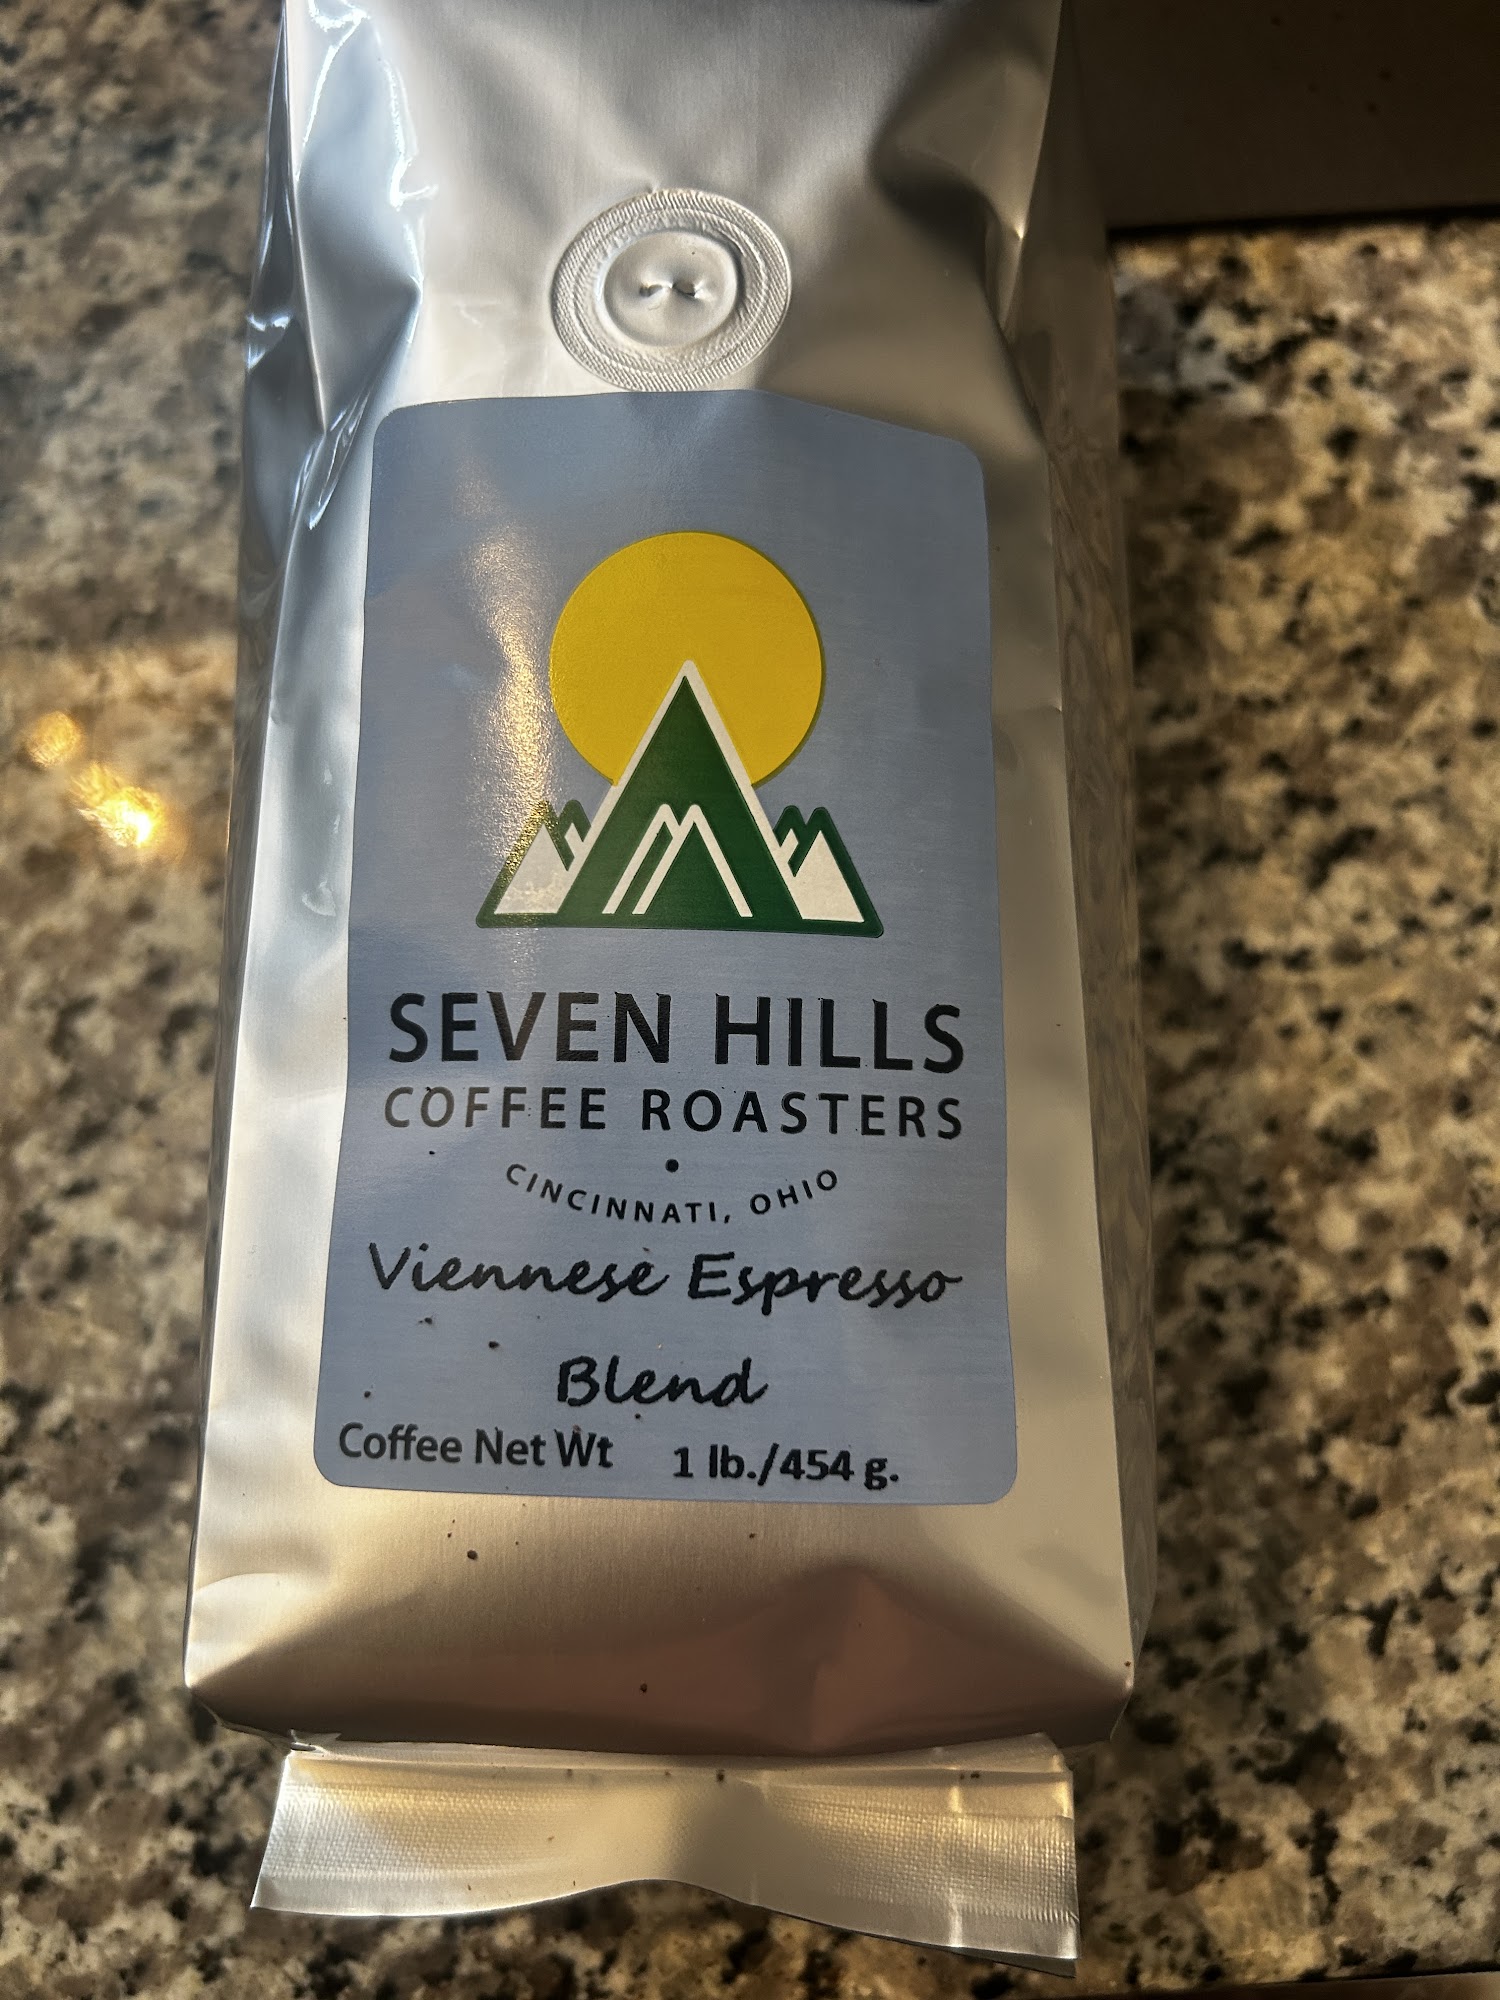 SEVEN HILLS
COFFEE ROASTERS
CINCINNATI, OHIO
Viennese Espresso
Blend
Coffee Net Wt 1 lb./454 g.